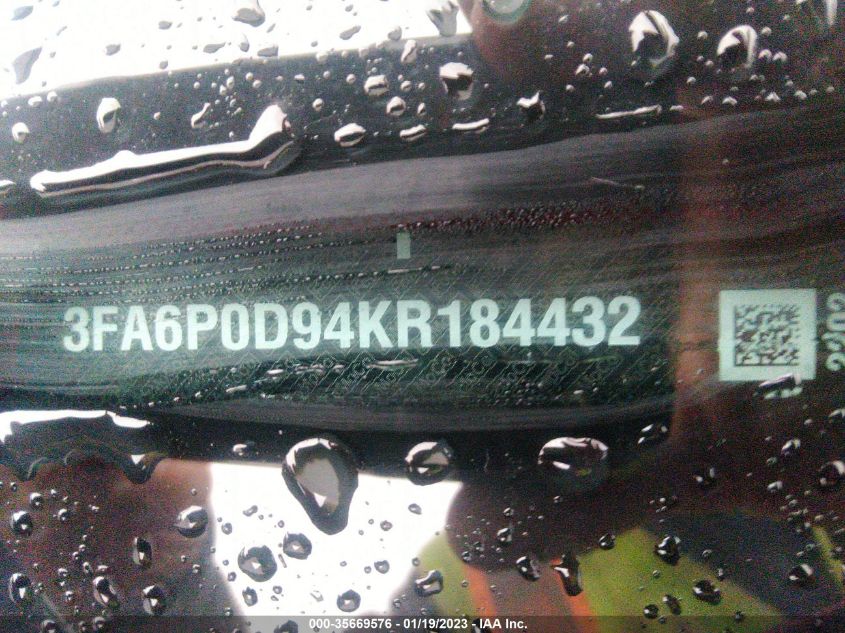 3FA6P0D94KR184432
000-35669576 - 01/19/2023 - IAA Inc.